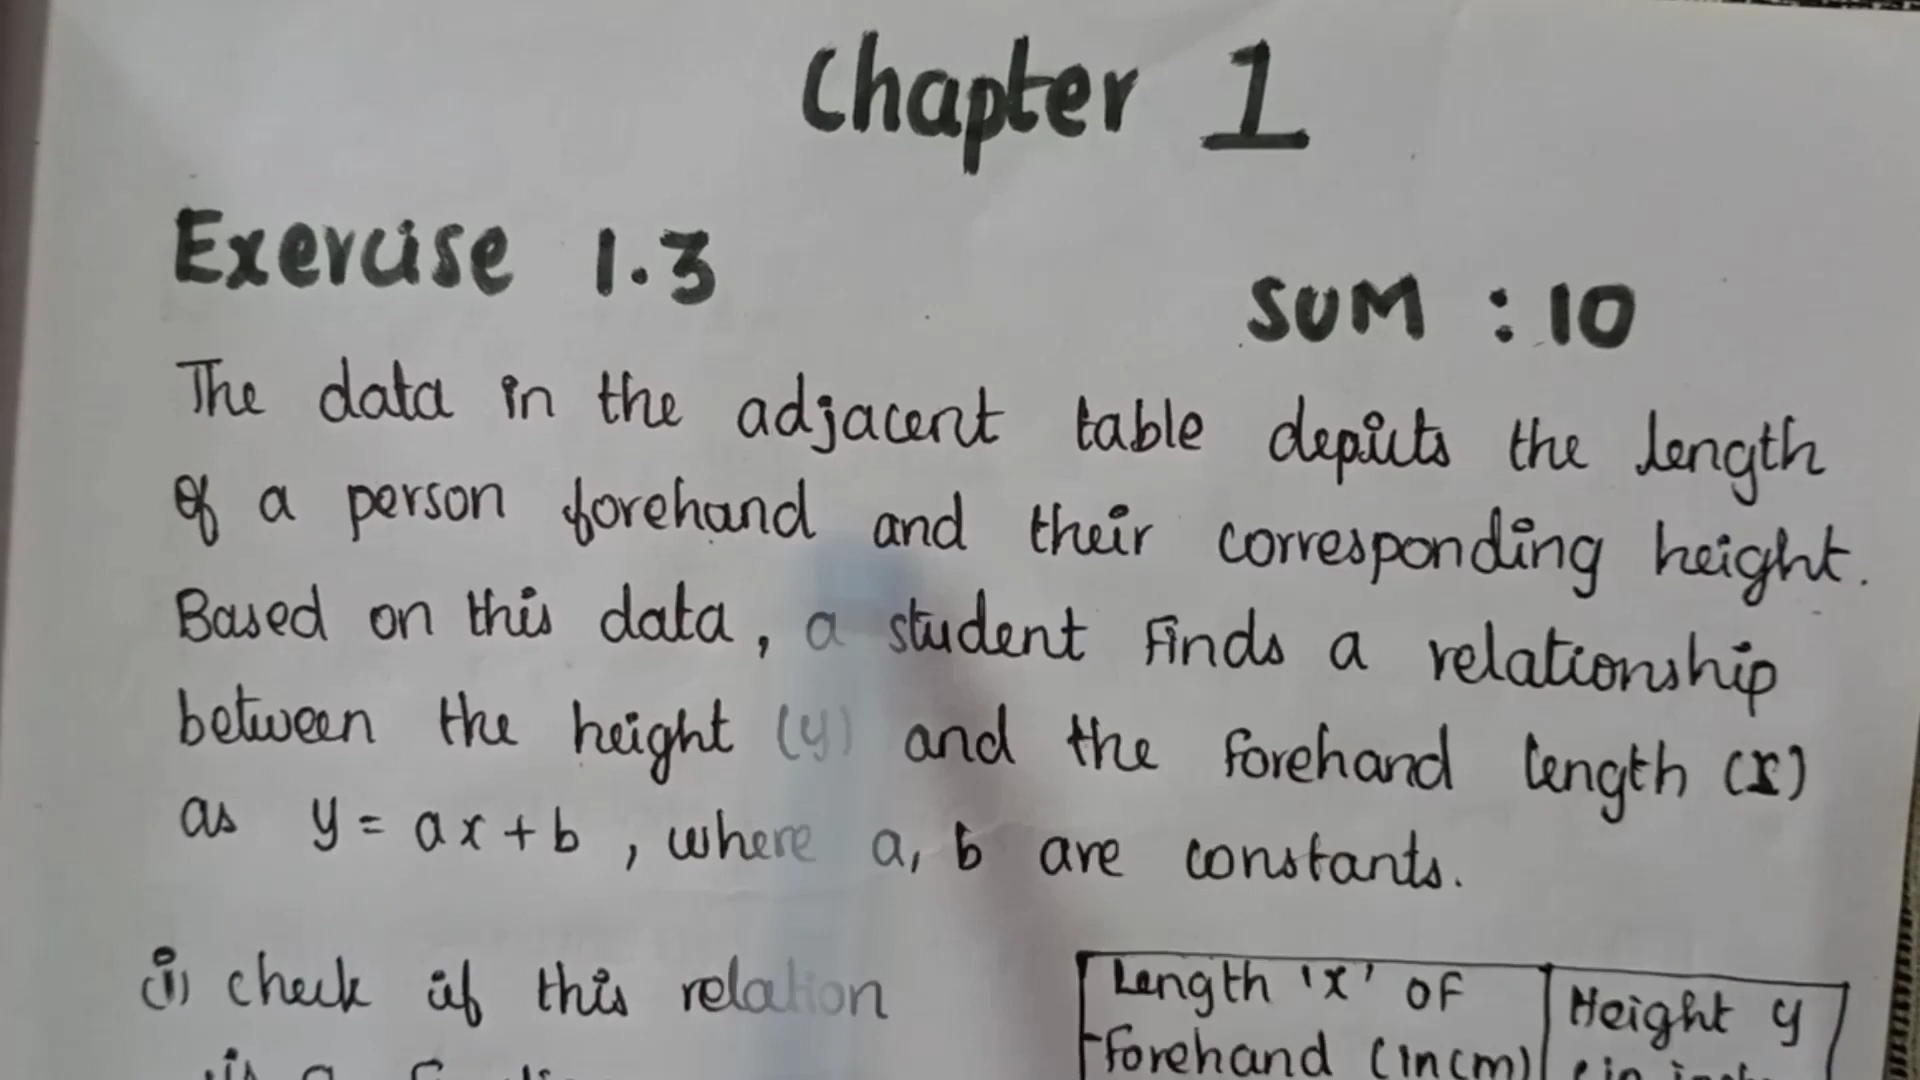 Chapter 1
Exercise 1.3
SUM : 10
The data in the adjacent table depicts the length
of a person forehand and their corresponding height.
Based on this data, a student finds a relationship
between the height (y) and the forehand length (x)
as y = ax + b, where a, b are constants.
(i) check if this relation
is a
Length 'x' of
forehand (in cm)
Height y